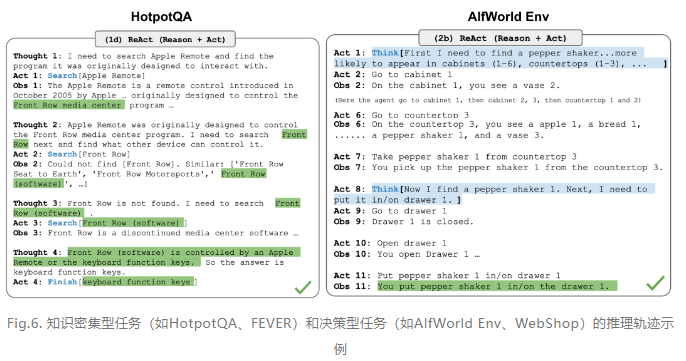 HotpotQA
(1d) ReAct (Reason + Act)
Thought 1: I need to search Apple Remote and find the
program it was originally designed to interact with.
Act 1: Search[Apple Remote]
Obs 1: The Apple Remote is a remote control introduced in
October 2005 by Apple … originally designed to control the
Front Row media center program …
Thought 2: Apple Remote was originally designed to control
the Front Row media center program. I need to search Front
Row next and find what other device can control it.
Act 2: Search[Front Row]
Obs 2: Could not find [Front Row]. Similar: ['Front Row
Seat to Earth', 'Front Row Motorsports', 'Front Row
(software)', …]
Thought 3: Front Row is not found. I need to search Front
Row (software) .
Act 3: Search[Front Row (software)]
Obs 3: Front Row is a discontinued media center software …
Thought 4: Front Row (software) is controlled by an Apple
Remote or the keyboard function keys. So the answer is
keyboard function keys.
Act 4: Finish[keyboard function keys]
AlfWorld Env
(2b) ReAct (Reason + Act)
Act 1: Think[First I need to find a pepper shaker...more
likely to appear in cabinets (1-6), countertops (1-3), ... ]
Act 2: Go to cabinet 1
Obs 2: On the cabinet 1, you see a vase 2.
(Here the agent go to cabinet 1, then cabinet 2, 3, then countertop 1 and 2)
Act 6: Go to countertop 3
Obs 6: On the countertop 3, you see a apple 1, a bread 1,
...... a pepper shaker 1, and a vase 3.
Act 7: Take pepper shaker 1 from countertop 3
Obs 7: You pick up the pepper shaker 1 from the countertop 3.
Act 8: Think[Now I find a pepper shaker 1. Next, I need to
put it in/on drawer 1. ]
Act 9: Go to drawer 1
Obs 9: Drawer 1 is closed.
Act 10: Open drawer 1
Obs 10: You open Drawer 1 …
Act 11: Put pepper shaker 1 in/on drawer 1
Obs 11: You put pepper shaker 1 in/on the drawer 1.
Fig.6. 知识密集型任务（如HotpotQA、FEVER）和决策型任务（如AlfWorld Env、WebShop）的推理轨迹示
例